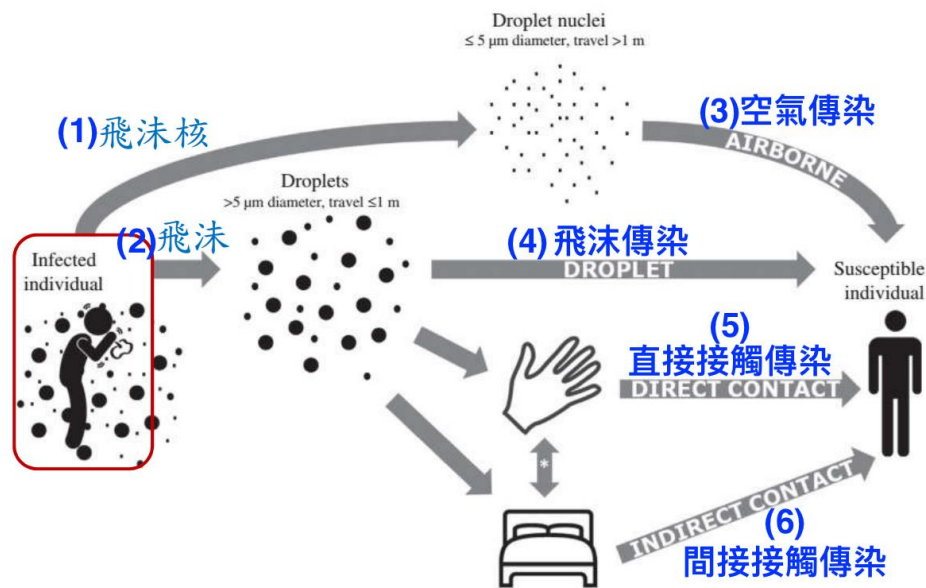 Droplet nuclei
≤ 5 μm diameter, travel >1 m
(1)飛沫核
(3)空氣傳染
AIRBORNE
Droplets
>5 μm diameter, travel ≤1 m
(2)飛沫
(4) 飛沫傳染
DROPLET
Infected
individual
Susceptible
individual
(5)
直接接觸傳染
DIRECT CONTACT
*
INDIRECT CONTACT
(6)
間接接觸傳染